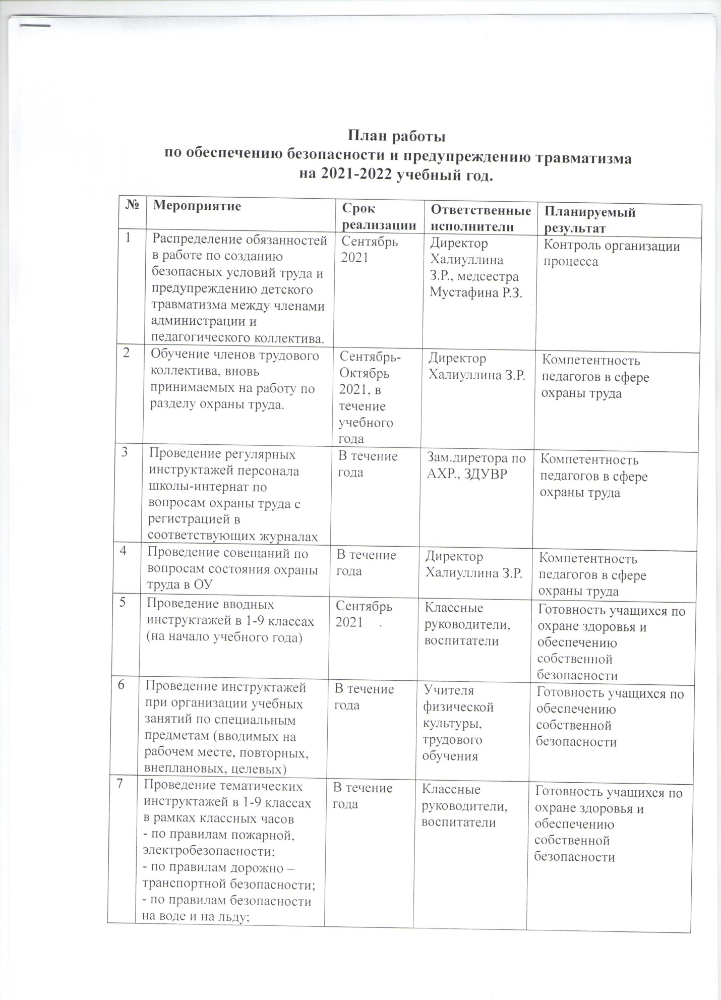 План работы
по обеспечению безопасности и предупреждению травматизма
на 2021-2022 учебный год.
№
Мероприятие
Срок
реализации
Ответственные
исполнители
Планируемый
результат
1
Распределение обязанностей
в работе по созданию
безопасных условий труда и
предупреждению детского
травматизма между членами
администрации и
педагогического коллектива.
Сентябрь
2021
Директор
Халиуллина
З.Р., медсестра
Мустафина Р.З.
Контроль организации
процесса
2
Обучение членов трудового
коллектива, вновь
принимаемых на работу по
разделу охраны труда.
Сентябрь-
Октябрь
2021, в
течение
учебного
года
Директор
Халиуллина З.Р.
Компетентность
педагогов в сфере
охраны труда
3
Проведение регулярных
инструктажей персонала
школы-интернат по
вопросам охраны труда с
регистрацией в
соответствующих журналах
В течение
года
Зам.диретора по
АХР., ЗДУВР
Компетентность
педагогов в сфере
охраны труда
4
Проведение совещаний по
вопросам состояния охраны
труда в ОУ
В течение
года
Директор
Халиуллина З.Р.
Компетентность
педагогов в сфере
охраны труда
5
Проведение вводных
инструктажей в 1-9 классах
(на начало учебного года)
Сентябрь
2021
Классные
руководители,
воспитатели
Готовность учащихся по
охране здоровья и
обеспечению
собственной
безопасности
6
Проведение инструктажей
при организации учебных
занятий по специальным
предметам (вводимых на
рабочем месте, повторных,
внеплановых, целевых)
В течение
года
Учителя
физической
культуры,
трудового
обучения
Готовность учащихся по
обеспечению
собственной
безопасности
7
Проведение тематических
инструктажей в 1-9 классах
в рамках классных часов
- по правилам пожарной,
электробезопасности;
- по правилам дорожно –
транспортной безопасности;
- по правилам безопасности
на воде и на льду;
В течение
года
Классные
руководители,
воспитатели
Готовность учащихся по
охране здоровья и
обеспечению
собственной
безопасности